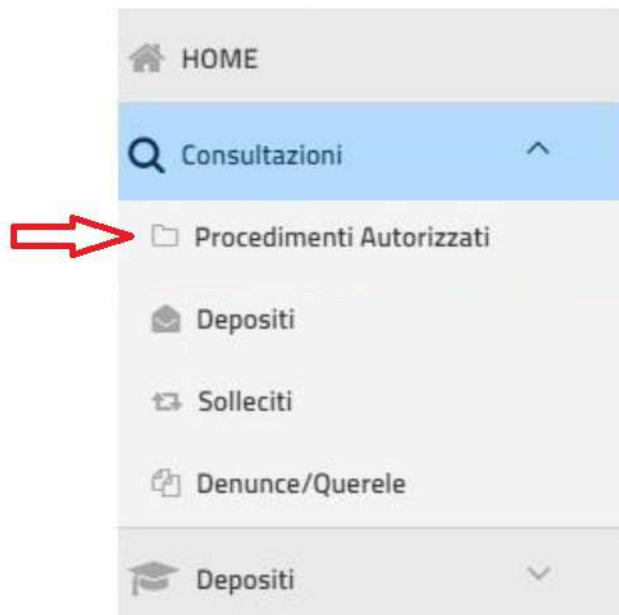 HOME
Consultazioni
Procedimenti Autorizzati
Depositi
Solleciti
Denunce/Querele
Depositi